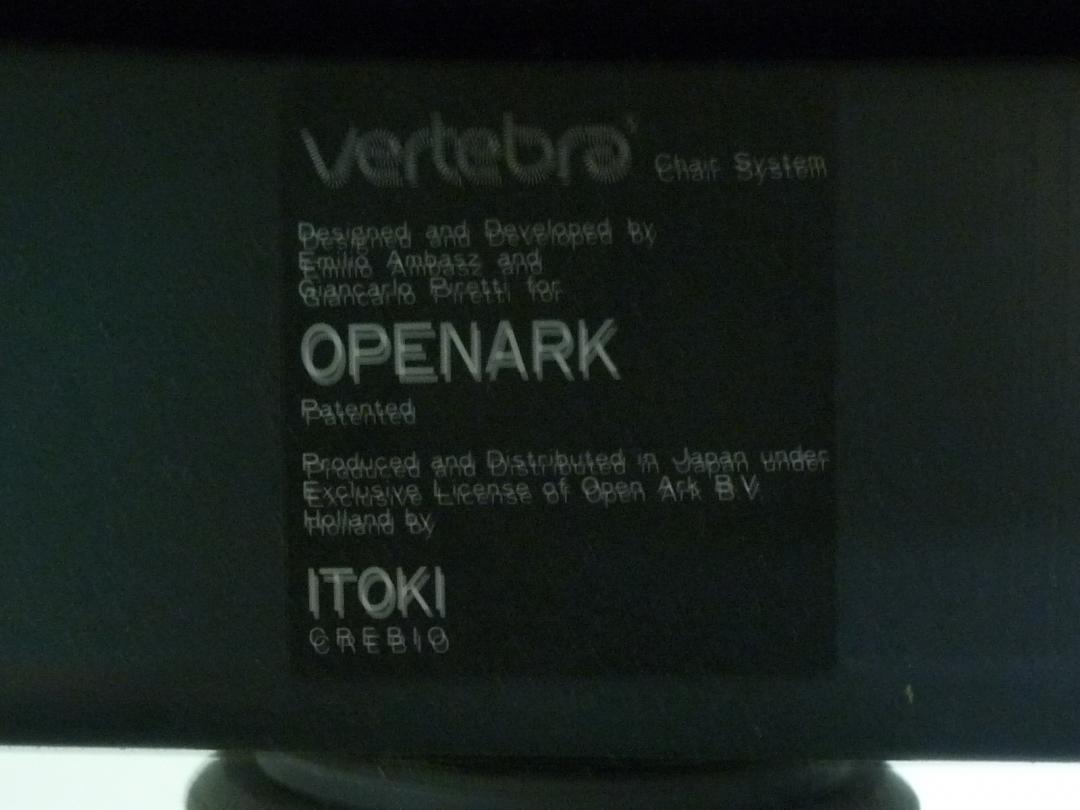 vertebra Chair System
Designed and Developed by
Emilio Ambasz and
Giancarlo Piretti for
OPENARK
Patented
Produced and Distributed in Japan under
Exclusive License of Open Ark B.V.
Holland by
ITOKI
CREBIO